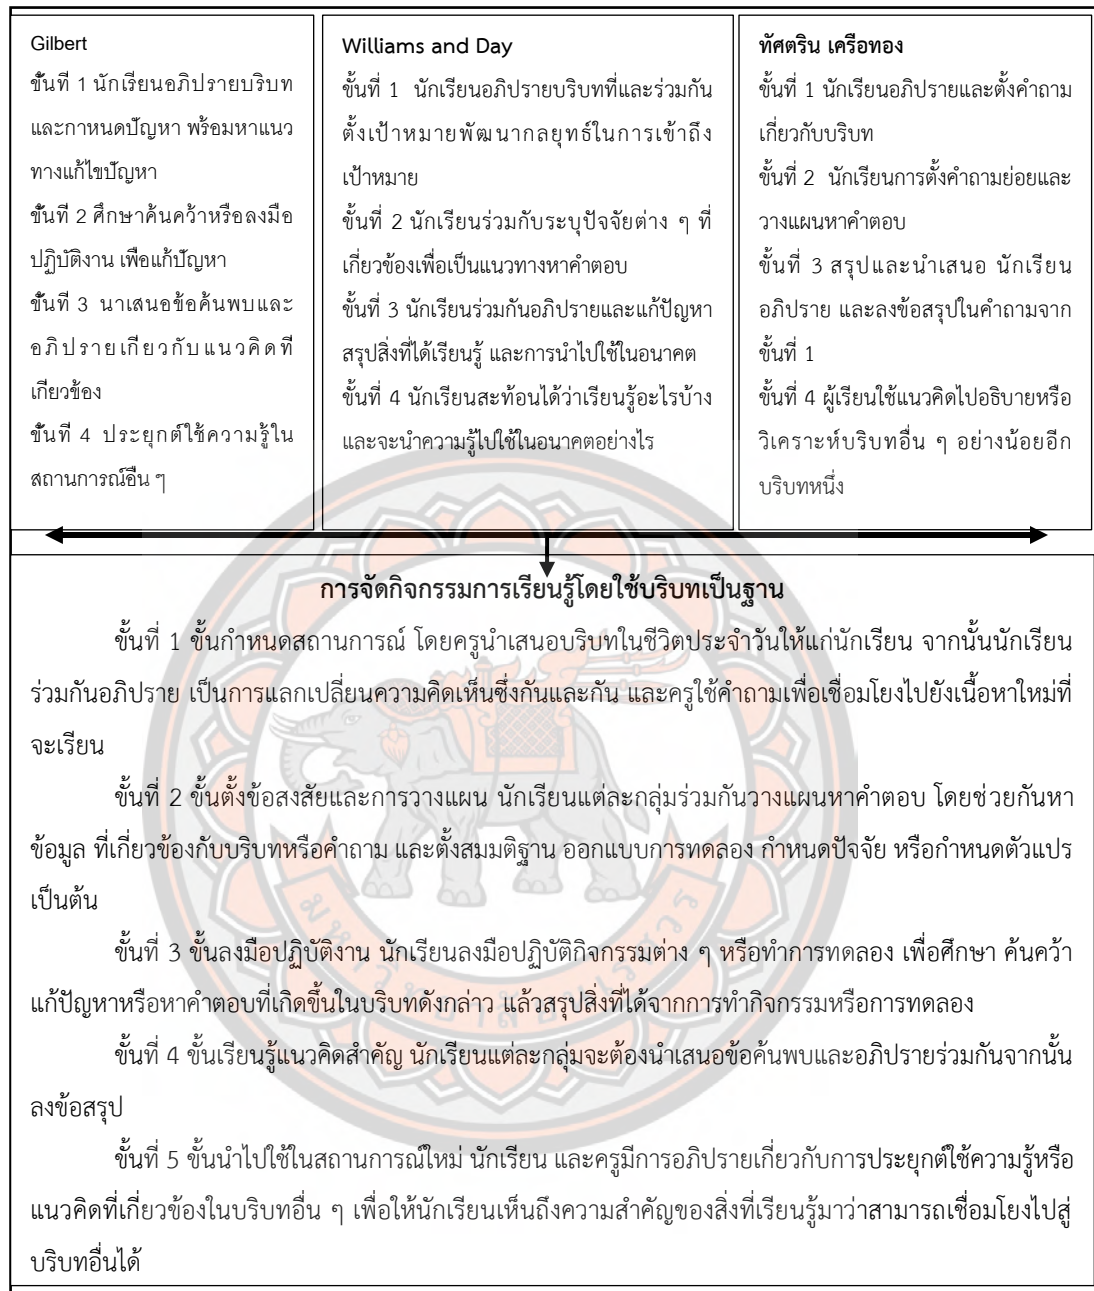 Gilbert
ขั้นที่ 1 นักเรียนอภิปรายบริบท
และกาหนดปัญหา พร้อมหาแนว
ทางแก้ไขปัญหา
ขั้นที่ 2 ศึกษาค้นคว้าหรือลงมือ
ปฏิบัติงาน เพือแก้ปัญหา
ขั้นที่ 3 นาเสนอข้อค้นพบและ
อภิปรายเกี่ยวกับแนวคิดที
เกียวข้อง
ขั้นที่ 4 ประยุกต์ใช้ความรู้ใน
สถานการณ์อืน ๆ
Williams and Day
ขั้นที่ 1 นักเรียนอภิปรายบริบทที่และร่วมกัน
ตั้งเป้าหมายพัฒนากลยุทธ์ในการเข้าถึง
เป้าหมาย
ขั้นที่ 2 นักเรียนร่วมกับระบุปัจจัยต่าง ๆ ที่
เกี่ยวข้องเพื่อเป็นแนวทางหาคำตอบ
ขั้นที่ 3 นักเรียนร่วมกันอภิปรายและแก้ปัญหา
สรุปสิ่งที่ได้เรียนรู้ และการนำไปใช้ในอนาคต
ขั้นที่ 4 นักเรียนสะท้อนได้ว่าเรียนรู้อะไรบ้าง
และจะนำความรู้ไปใช้ในอนาคตอย่างไร
ทัศตริน เครือทอง
ขั้นที่ 1 นักเรียนอภิปรายและตั้งคำถาม
เกี่ยวกับบริบท
ขั้นที่ 2 นักเรียนการตั้งคำถามย่อยและ
วางแผนหาคำตอบ
ขั้นที่ 3 สรุปและนำเสนอ นักเรียน
อภิปราย และลงข้อสรุปในคำถามจาก
ขั้นที่ 1
ขั้นที่ 4 ผู้เรียนใช้แนวคิดไปอธิบายหรือ
วิเคราะห์บริบทอื่น ๆ อย่างน้อยอีก
บริบทหนึ่ง
การจัดกิจกรรมการเรียนรู้โดยใช้บริบทเป็นฐาน
ขั้นที่ 1 ขั้นกำหนดสถานการณ์ โดยครูนำเสนอบริบทในชีวิตประจำวันให้แก่นักเรียน จากนั้นนักเรียน
ร่วมกันอภิปราย เป็นการแลกเปลี่ยนความคิดเห็นซึ่งกันและกัน และครูใช้คำถามเพื่อเชื่อมโยงไปยังเนื้อหาใหม่ที่
จะเรียน
ขั้นที่ 2 ขั้นตั้งข้อสงสัยและการวางแผน นักเรียนแต่ละกลุ่มร่วมกันวางแผนหาคำตอบ โดยช่วยกันหา
ข้อมูล ที่เกี่ยวข้องกับบริบทหรือคำถาม และตั้งสมมติฐาน ออกแบบการทดลอง กำหนดปัจจัย หรือกำหนดตัวแปร
เป็นต้น
ขั้นที่ 3 ขั้นลงมือปฏิบัติงาน นักเรียนลงมือปฏิบัติกิจกรรมต่าง ๆ หรือทำการทดลอง เพื่อศึกษา ค้นคว้า
แก้ปัญหาหรือหาคำตอบที่เกิดขึ้นในบริบทดังกล่าว แล้วสรุปสิ่งที่ได้จากการทำกิจกรรมหรือการทดลอง
ขั้นที่ 4 ขั้นเรียนรู้แนวคิดสำคัญ นักเรียนแต่ละกลุ่มจะต้องนำเสนอข้อค้นพบและอภิปรายร่วมกันจากนั้น
ลงข้อสรุป
ขั้นที่ 5 ขั้นนำไปใช้ในสถานการณ์ใหม่ นักเรียน และครูมีการอภิปรายเกี่ยวกับการประยุกต์ใช้ความรู้หรือ
แนวคิดที่เกี่ยวข้องในบริบทอื่น ๆ เพื่อให้นักเรียนเห็นถึงความสำคัญของสิ่งที่เรียนรู้มาว่าสามารถเชื่อมโยงไปสู่
บริบทอื่นได้
มหาวิทยาลัยนเรศวร